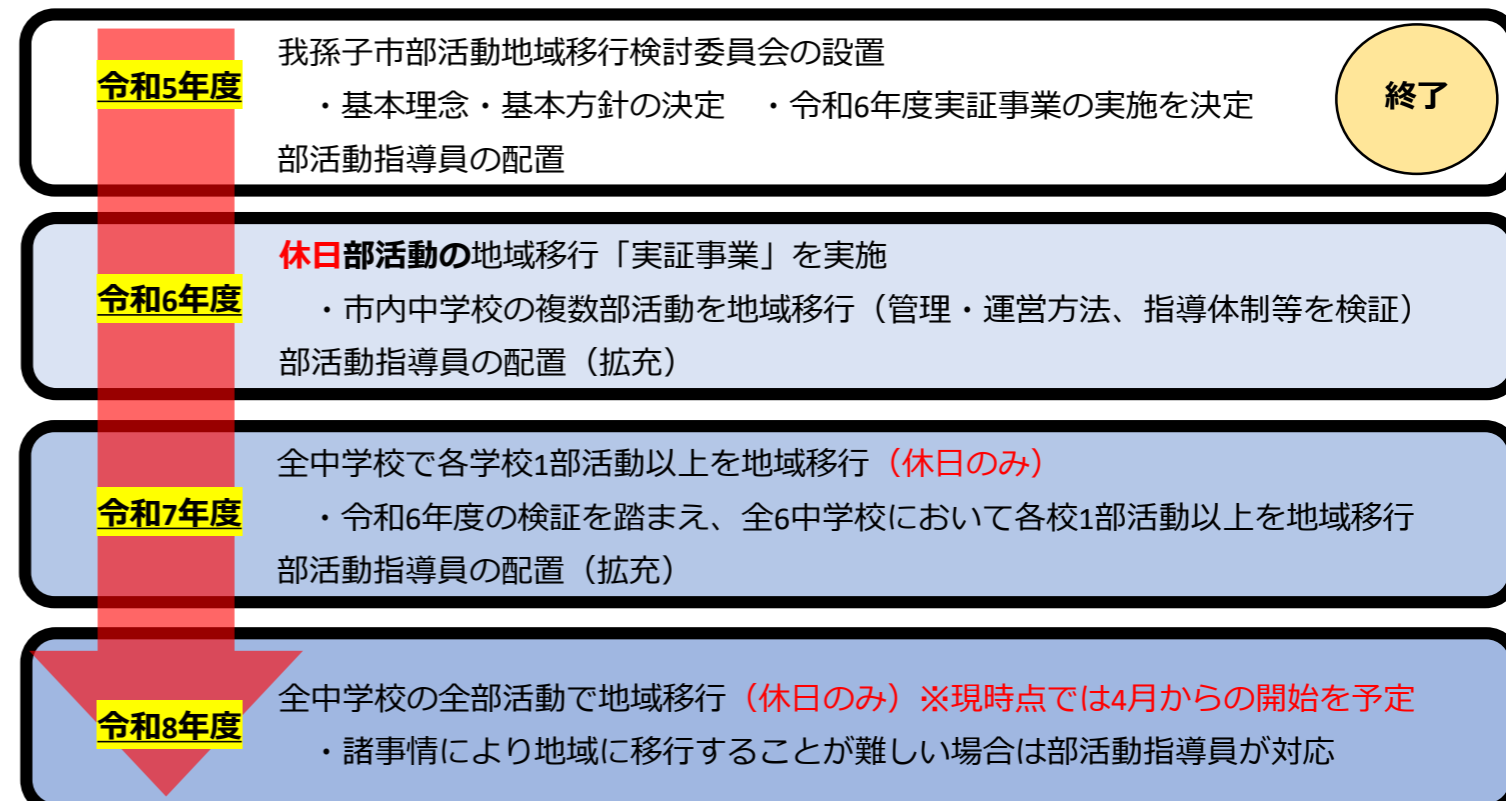 我孫子市部活動地域移行検討委員会の設置
令和5年度
・基本理念・基本方針の決定　・令和6年度実証事業の実施を決定
終了
部活動指導員の配置
休日部活動の地域移行「実証事業」を実施
令和6年度
・市内中学校の複数部活動を地域移行（管理・運営方法、指導体制等を検証）
部活動指導員の配置（拡充）
全中学校で各学校1部活動以上を地域移行（休日のみ）
令和7年度
・令和6年度の検証を踏まえ、全6中学校において各校1部活動以上を地域移行
部活動指導員の配置（拡充）
全中学校の全部活動で地域移行（休日のみ）※現時点では4月からの開始を予定
令和8年度
・諸事情により地域に移行することが難しい場合は部活動指導員が対応